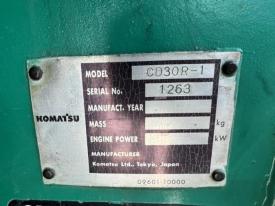 MODEL CD30R-1
SERIAL No. 1263
MANUFACT. YEAR
KOMATSU
MASS kg
ENGINE POWER kW
MANUFACTURER
Komatsu Ltd., Tokyo, Japan
09601-10000